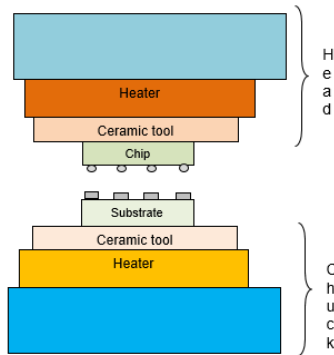 Heater
Ceramic tool
Chip
H
e
a
d
Substrate
Ceramic tool
Heater
C
h
u
c
k